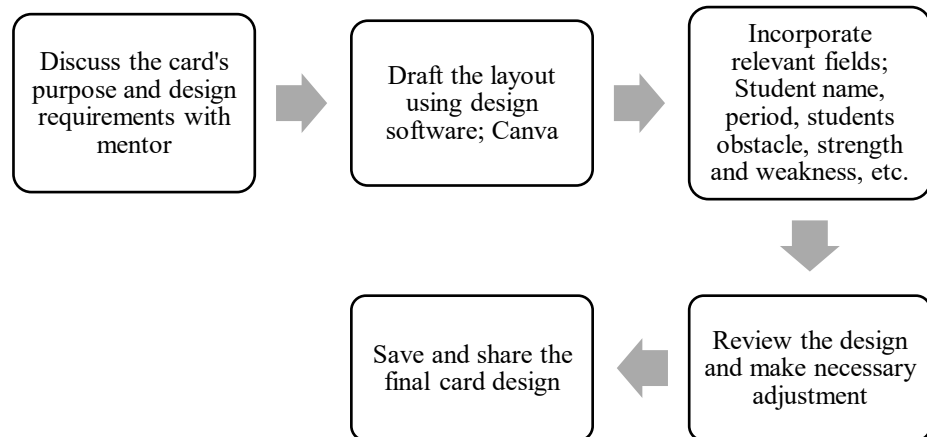 Discuss the card's
purpose and design
requirements with
mentor
Draft the layout
using design
software; Canva
Incorporate
relevant fields;
Student name,
period, students
obstacle, strength
and weakness, etc.
Review the design
and make necessary
adjustment
Save and share the
final card design